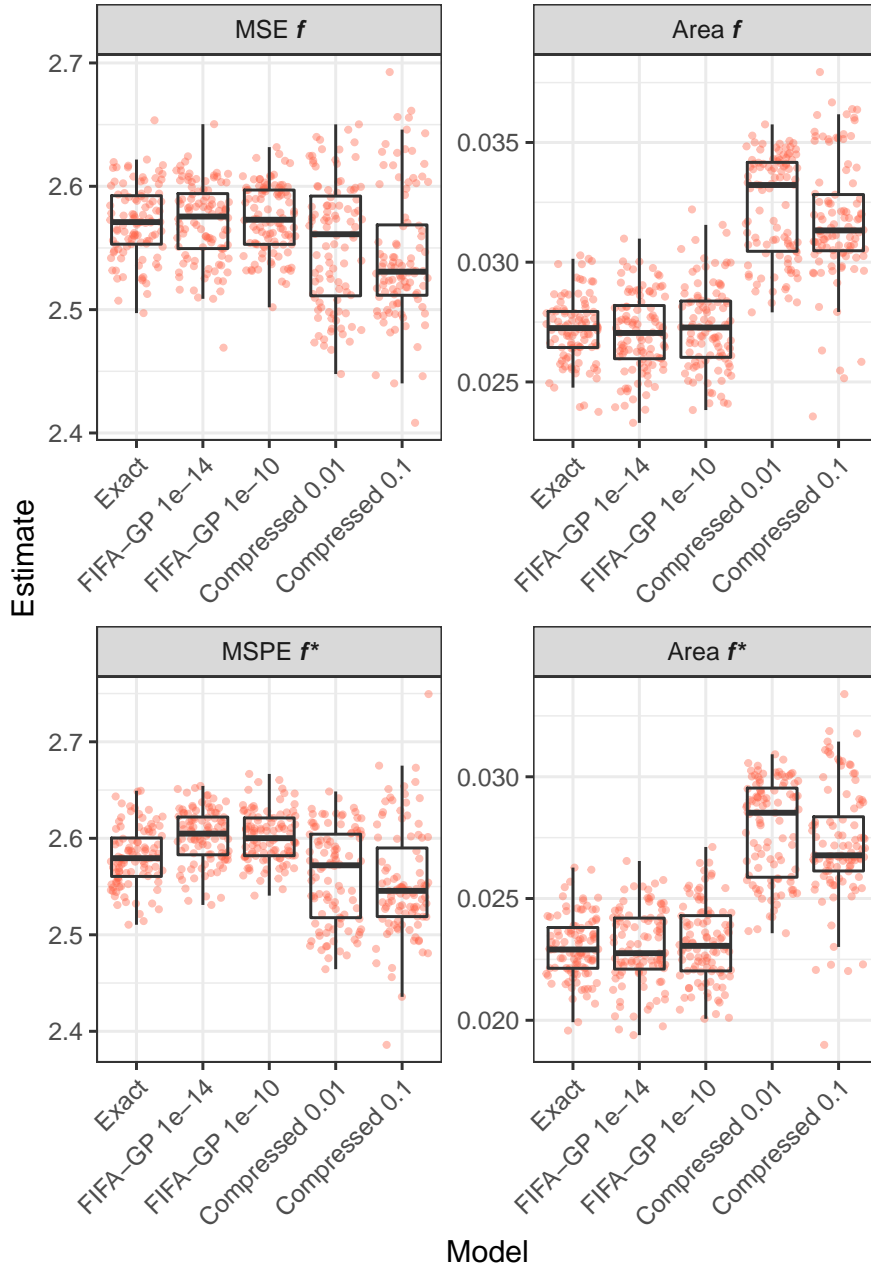 MSE f
Area f
2.7
2.6
2.5
2.4
0.035
0.030
0.025
Exact
FIFA−GP 1e−14
FIFA−GP 1e−10
Compressed 0.01
Compressed 0.1
Exact
FIFA−GP 1e−14
FIFA−GP 1e−10
Compressed 0.01
Compressed 0.1
Estimate
MSPE f*
Area f*
2.7
2.6
2.5
2.4
0.030
0.025
0.020
Exact
FIFA−GP 1e−14
FIFA−GP 1e−10
Compressed 0.01
Compressed 0.1
Exact
FIFA−GP 1e−14
FIFA−GP 1e−10
Compressed 0.01
Compressed 0.1
Model